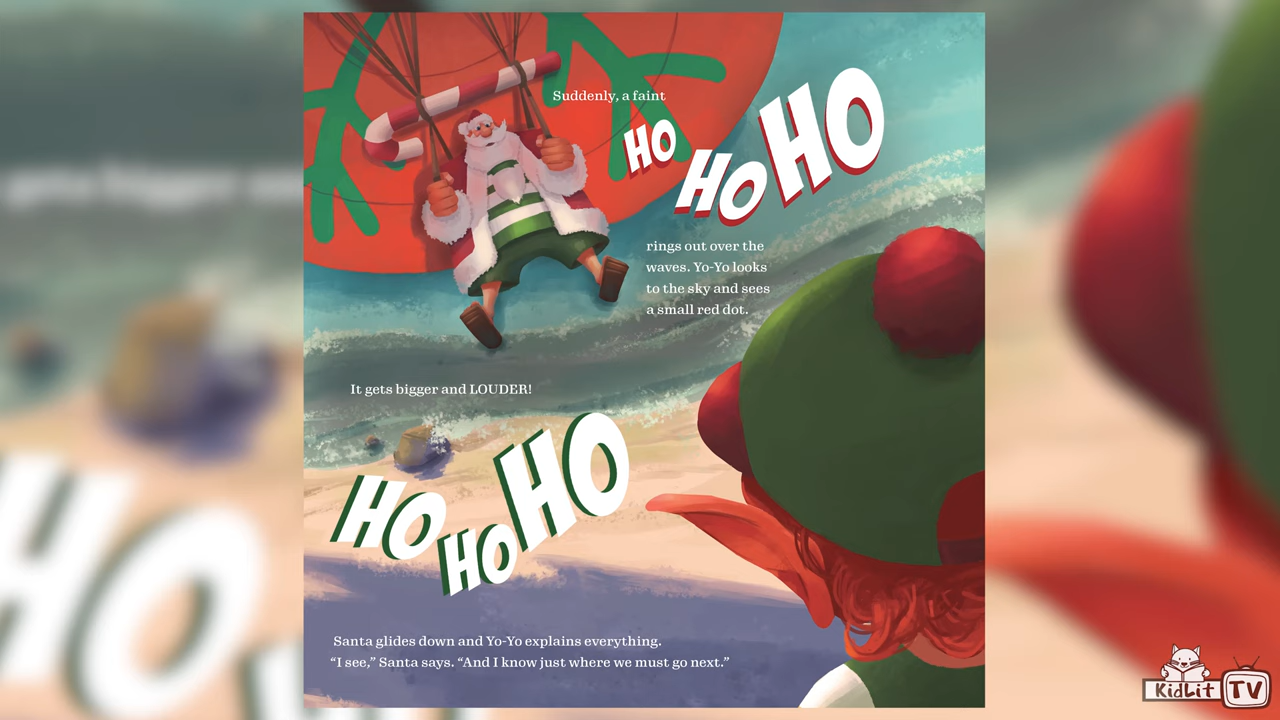 Suddenly, a faint
HO
HO HO
rings out over the
waves. Yo-Yo looks
to the sky and sees
a small red dot.
It gets bigger and LOUDER!
HO HO HO
Santa glides down and Yo-Yo explains everything.
“I see,” Santa says. “And I know just where we must go next.”
KidLit TV